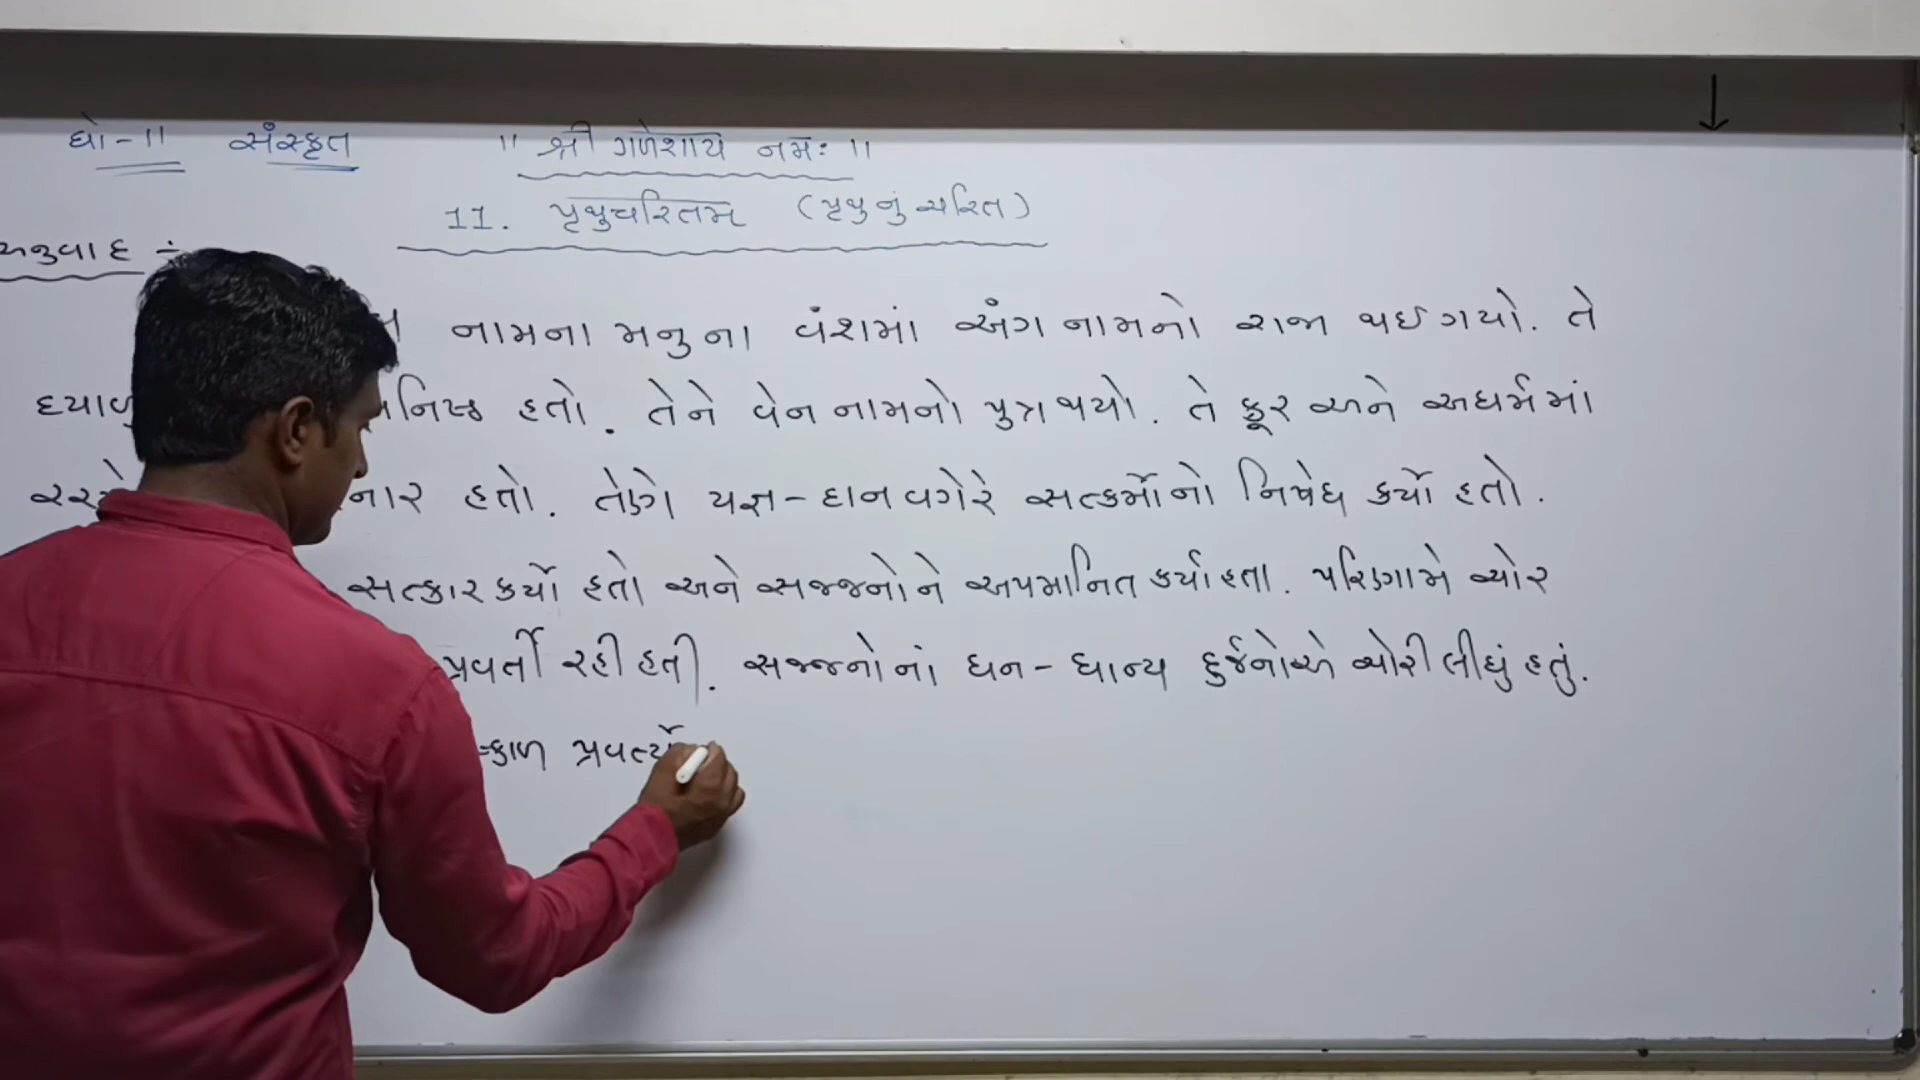 ધો-11 સંસ્કૃત "શ્રી ગણેશાય નમઃ"
11. પૃથુચરિતમ્ (પૃથુનું ચરિત)
અનુવાદ ÷
નામના મનુના વંશમાં અંગ નામનો રાજા થઈ ગયો. તે
દયાળુ હતો. તેને વેન નામનો પુત્ર થયો. તે ક્રૂર અને અધર્મમાં
હતો. તેણે યજ્ઞ-દાન વગેરે સત્કર્મોનો નિષેધ કર્યો હતો.
સત્કાર કર્યો હતો અને સજ્જનોને અપમાનિત કર્યા હતા. પરિણામે ચોર
પ્રવર્તી રહી હતી. સજ્જનોનાં ધન-ધાન્ય દુર્જનોએ ચોરી લીધું હતું.
પ્રવર્ત્યો